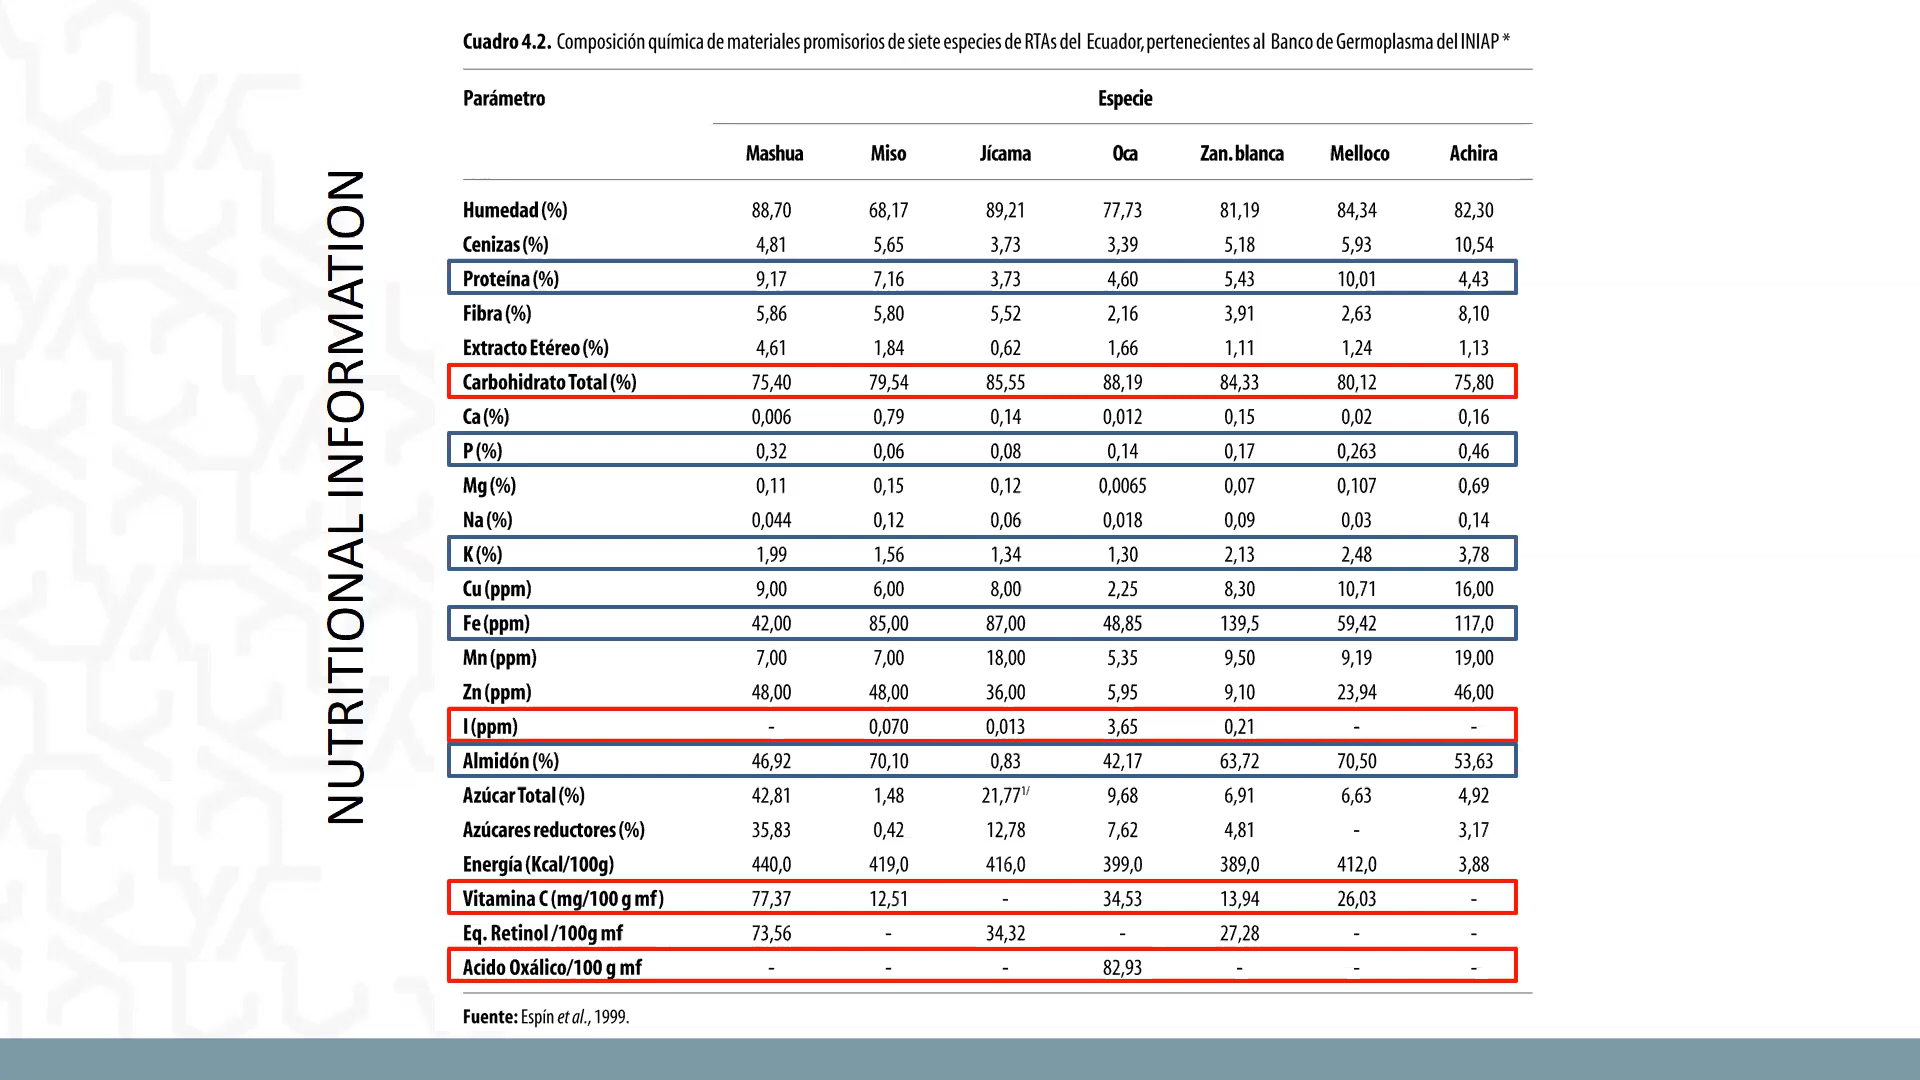 NUTRITIONAL INFORMATION
Cuadro 4.2. Composición química de materiales promisorios de siete especies de RTAs del Ecuador, pertenecientes al Banco de Germoplasma del INIAP *
Parámetro Especie
Mashua Miso Jícama Oca Zan. blanca Melloco Achira
Humedad (%) 88,70 68,17 89,21 77,73 81,19 84,34 82,30
Cenizas (%) 4,81 5,65 3,73 3,39 5,18 5,93 10,54
Proteína (%) 9,17 7,16 3,73 4,60 5,43 10,01 4,43
Fibra (%) 5,86 5,80 5,52 2,16 3,91 2,63 8,10
Extracto Etéreo (%) 4,61 1,84 0,62 1,66 1,11 1,24 1,13
Carbohidrato Total (%) 75,40 79,54 85,55 88,19 84,33 80,12 75,80
Ca (%) 0,006 0,79 0,14 0,012 0,15 0,02 0,16
P (%) 0,32 0,06 0,08 0,14 0,17 0,263 0,46
Mg (%) 0,11 0,15 0,12 0,0065 0,07 0,107 0,69
Na (%) 0,044 0,12 0,06 0,018 0,09 0,03 0,14
K (%) 1,99 1,56 1,34 1,30 2,13 2,48 3,78
Cu (ppm) 9,00 6,00 8,00 2,25 8,30 10,71 16,00
Fe (ppm) 42,00 85,00 87,00 48,85 139,5 59,42 117,0
Mn (ppm) 7,00 7,00 18,00 5,35 9,50 9,19 19,00
Zn (ppm) 48,00 48,00 36,00 5,95 9,10 23,94 46,00
I (ppm) - 0,070 0,013 3,65 0,21 - -
Almidón (%) 46,92 70,10 0,83 42,17 63,72 70,50 53,63
Azúcar Total (%) 42,81 1,48 21,77¹/ 9,68 6,91 6,63 4,92
Azúcares reductores (%) 35,83 0,42 12,78 7,62 4,81 - 3,17
Energía (Kcal/100g) 440,0 419,0 416,0 399,0 389,0 412,0 3,88
Vitamina C (mg/100 g mf) 77,37 12,51 - 34,53 13,94 26,03 -
Eq. Retinol /100g mf 73,56 - 34,32 - 27,28 - -
Acido Oxálico/100 g mf - - - 82,93 - - -
Fuente: Espín et al., 1999.